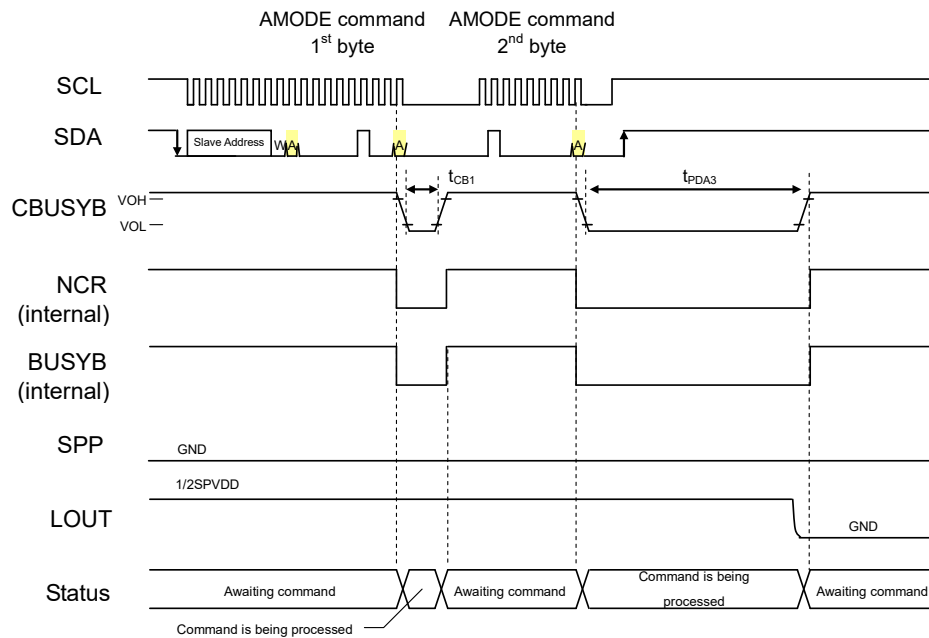 AMODE command
1st byte
AMODE command
2nd byte
SCL
SDA
Slave Address
W
A
A
A
tCB1
tPDA3
CBUSYB
VOH
VOL
NCR
(internal)
BUSYB
(internal)
SPP
GND
1/2SPVDD
LOUT
GND
Status
Awaiting command
Awaiting command
Command is being
processed
Awaiting command
Command is being processed